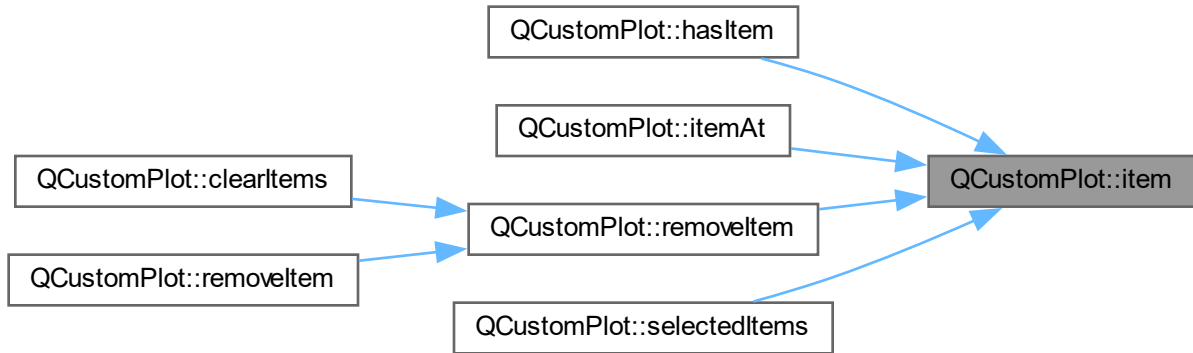 QCustomPlot::hasItem
QCustomPlot::itemAt
QCustomPlot::clearItems
QCustomPlot::item
QCustomPlot::removeItem
QCustomPlot::removeItem
QCustomPlot::selectedItems